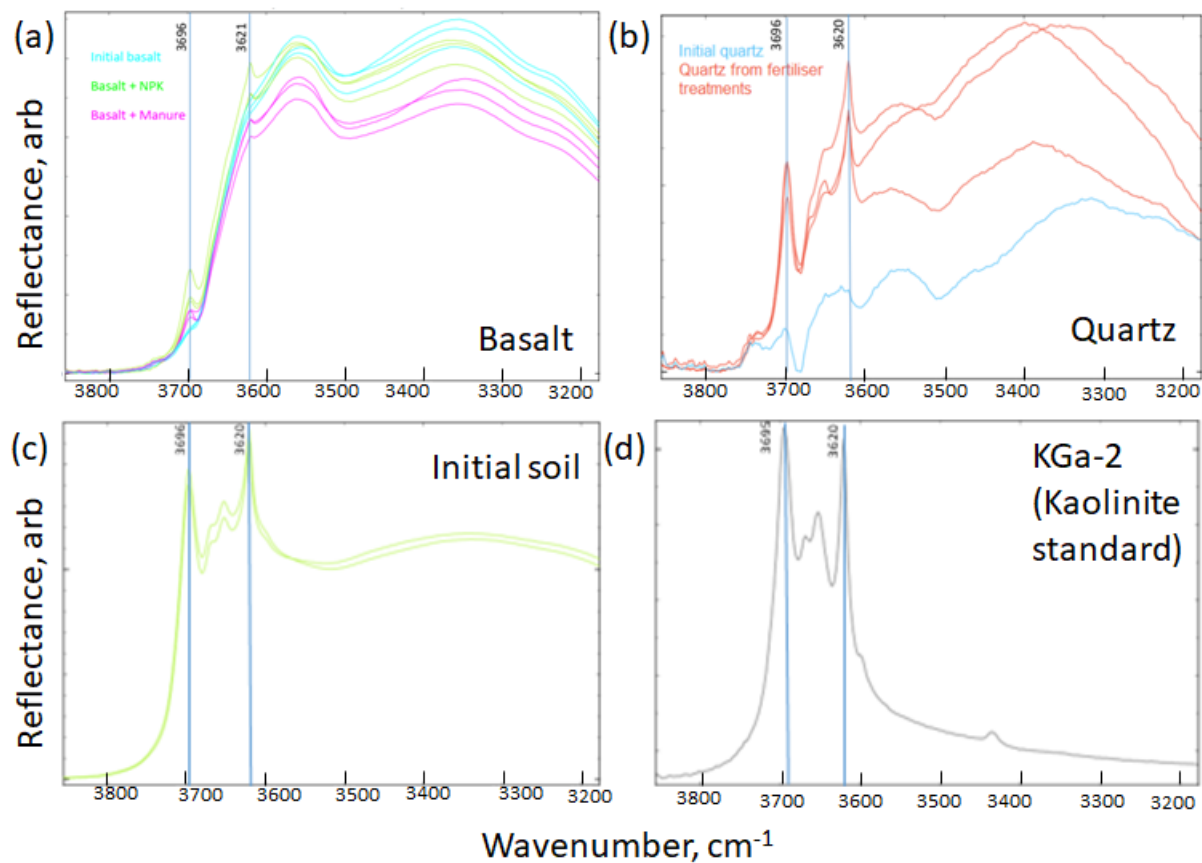 (a)
3696
3621
Initial basalt
Basalt + NPK
Basalt + Manure
Basalt
Reflectance, arb
3800 3700 3600 3500 3400 3300 3200
(b)
3696
3620
Initial quartz
Quartz from fertiliser
treatments
Quartz
3800 3700 3600 3500 3400 3300 3200
(c)
3696
3620
Initial soil
Reflectance, arb
3800 3700 3600 3500 3400 3300 3200
(d)
3695
3620
KGa-2
(Kaolinite
standard)
3800 3700 3600 3500 3400 3300 3200
Wavenumber, cm⁻¹